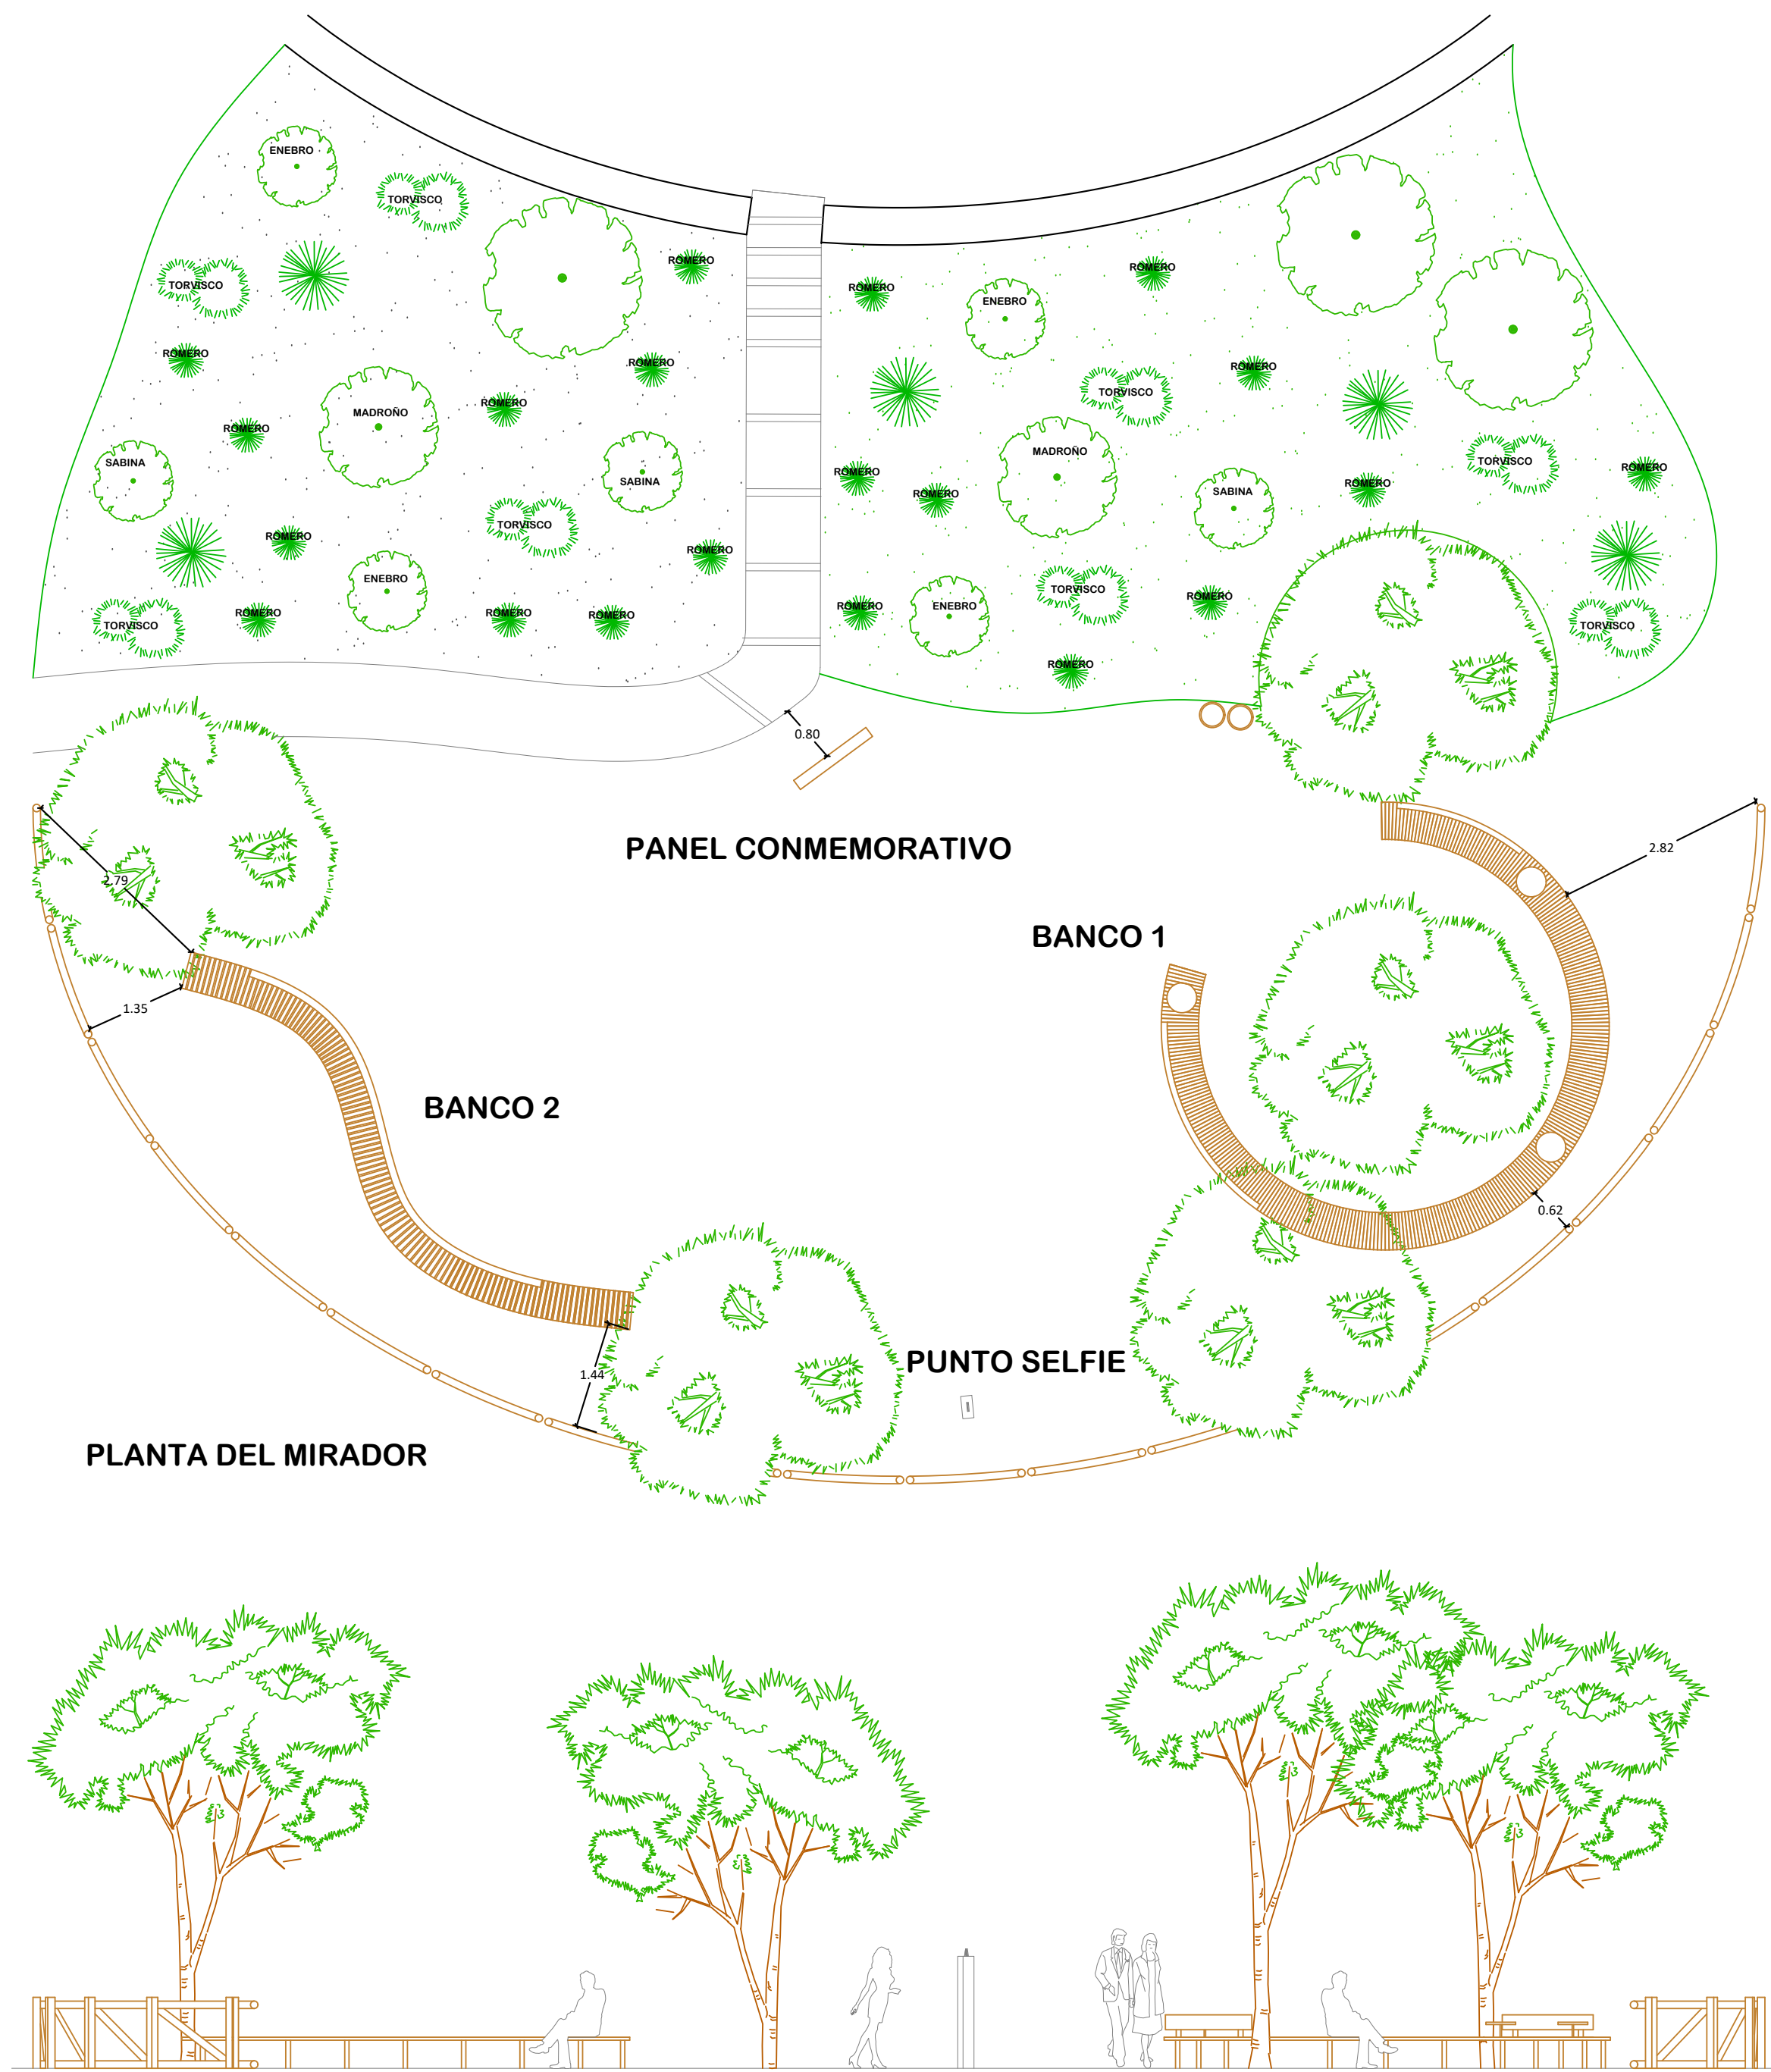 ENEBRO
TORVISCO
ROMERO
ROMERO
ROMERO
TORVISCO
ENEBRO
ROMERO
ROMERO
ROMERO
ROMERO
TORVISCO
MADROÑO
ROMERO
MADROÑO
SABINA
ROMERO
TORVISCO
ROMERO
SABINA
ROMERO
SABINA
ROMERO
ROMERO
TORVISCO
ROMERO
ROMERO
ENEBRO
TORVISCO
ROMERO
ENEBRO
ROMERO
ROMERO
ROMERO
ROMERO
TORVISCO
TORVISCO
ROMERO
0.80
PANEL CONMEMORATIVO
2.82
2.79
BANCO 1
1.35
BANCO 2
0.62
PUNTO SELFIE
1.44
PLANTA DEL MIRADOR